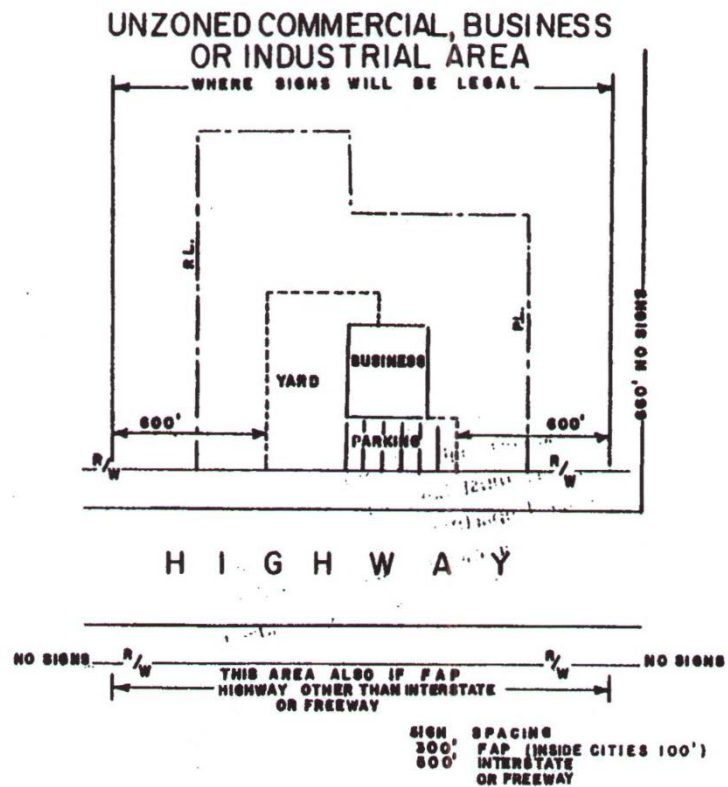 UNZONED COMMERCIAL, BUSINESS
OR INDUSTRIAL AREA
WHERE SIGNS WILL BE LEGAL
PL.
PL.
660' NO SIGNS
BUSINESS
YARD
600'
PARKING
600'
R/W
R/W
HIGHWAY
NO SIGNS
R/W
R/W
NO SIGNS
THIS AREA ALSO IF FAP
HIGHWAY OTHER THAN INTERSTATE
OR FREEWAY
SIGN SPACING
300' FAP (INSIDE CITIES 100')
500' INTERSTATE
OR FREEWAY